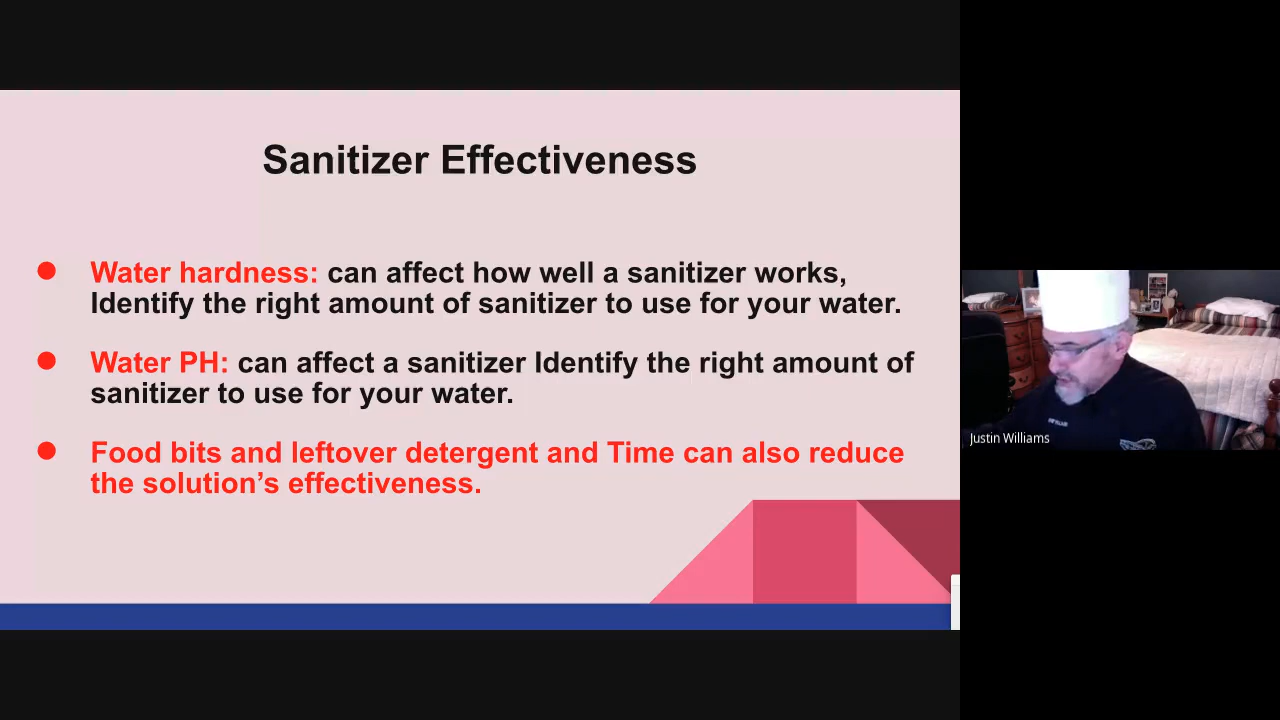 Sanitizer Effectiveness
● Water hardness: can affect how well a sanitizer works,
Identify the right amount of sanitizer to use for your water.
● Water PH: can affect a sanitizer Identify the right amount of
sanitizer to use for your water.
● Food bits and leftover detergent and Time can also reduce
the solution’s effectiveness.
Justin Williams